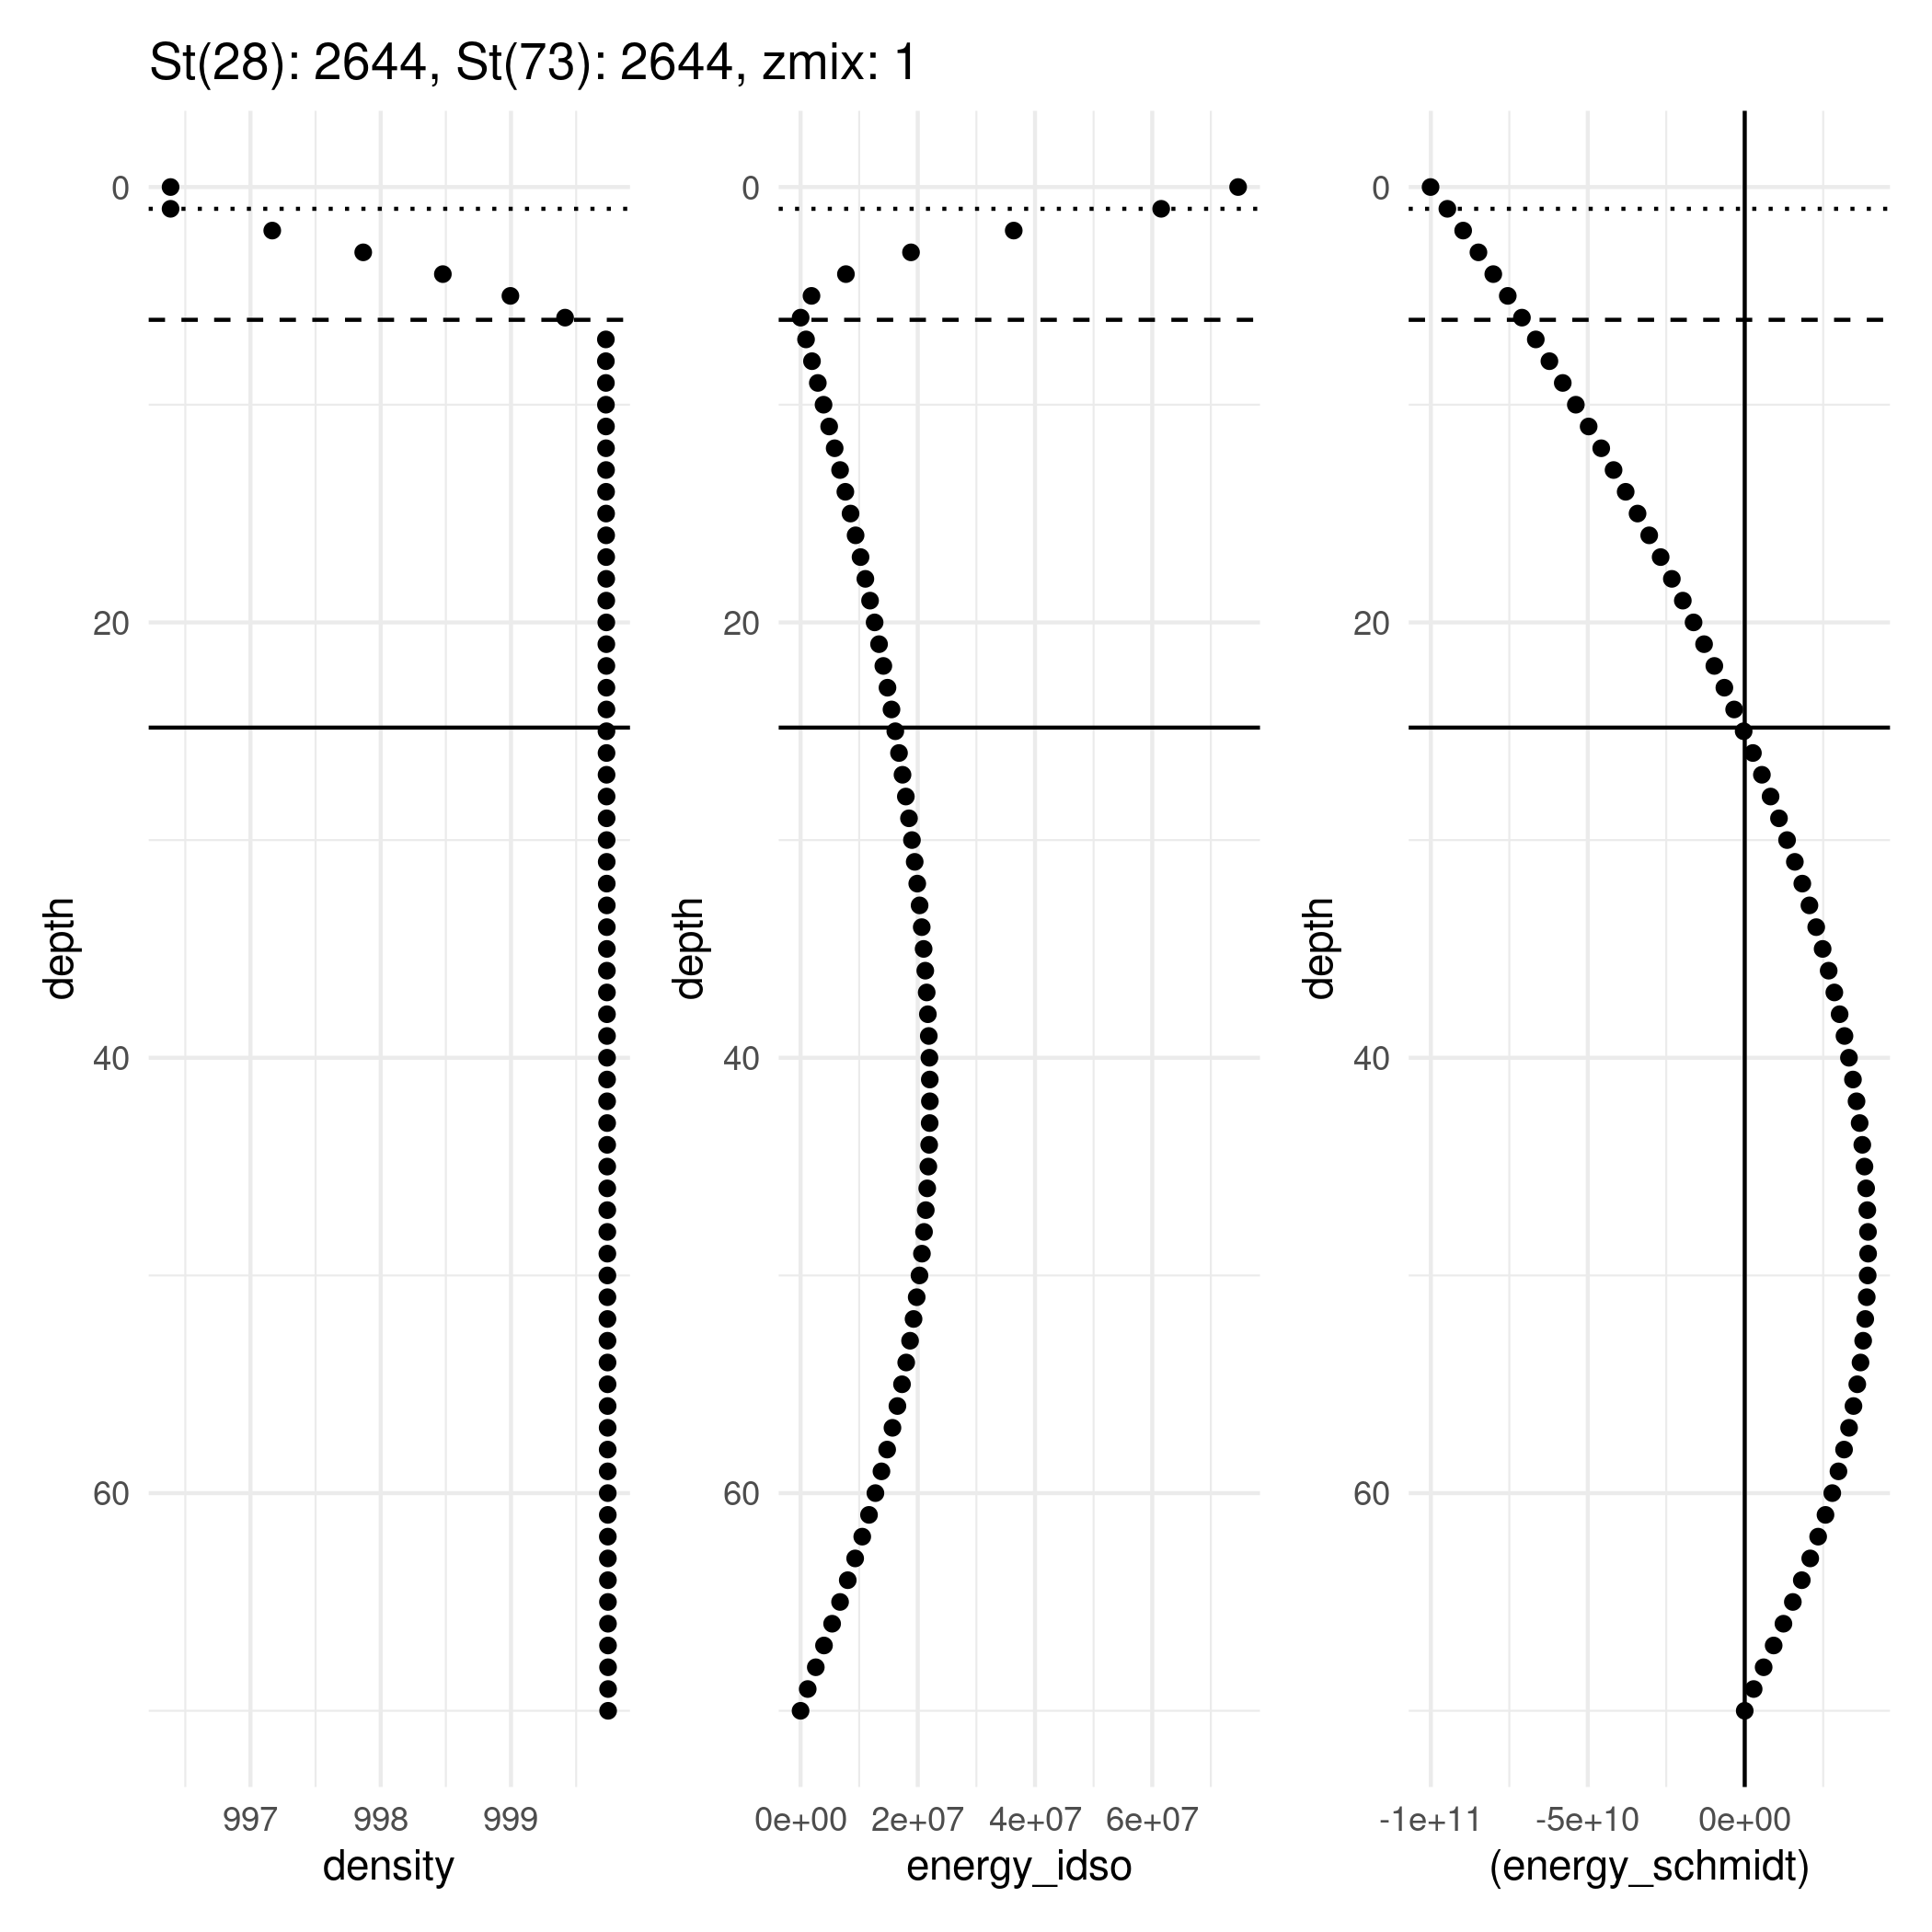 St(28): 2644, St(73): 2644, zmix: 1
0
20
40
60
depth
997 998 999
density
0
20
40
60
depth
0e+00 2e+07 4e+07 6e+07
energy_idso
0
20
40
60
depth
-1e+11 -5e+10 0e+00
(energy_schmidt)